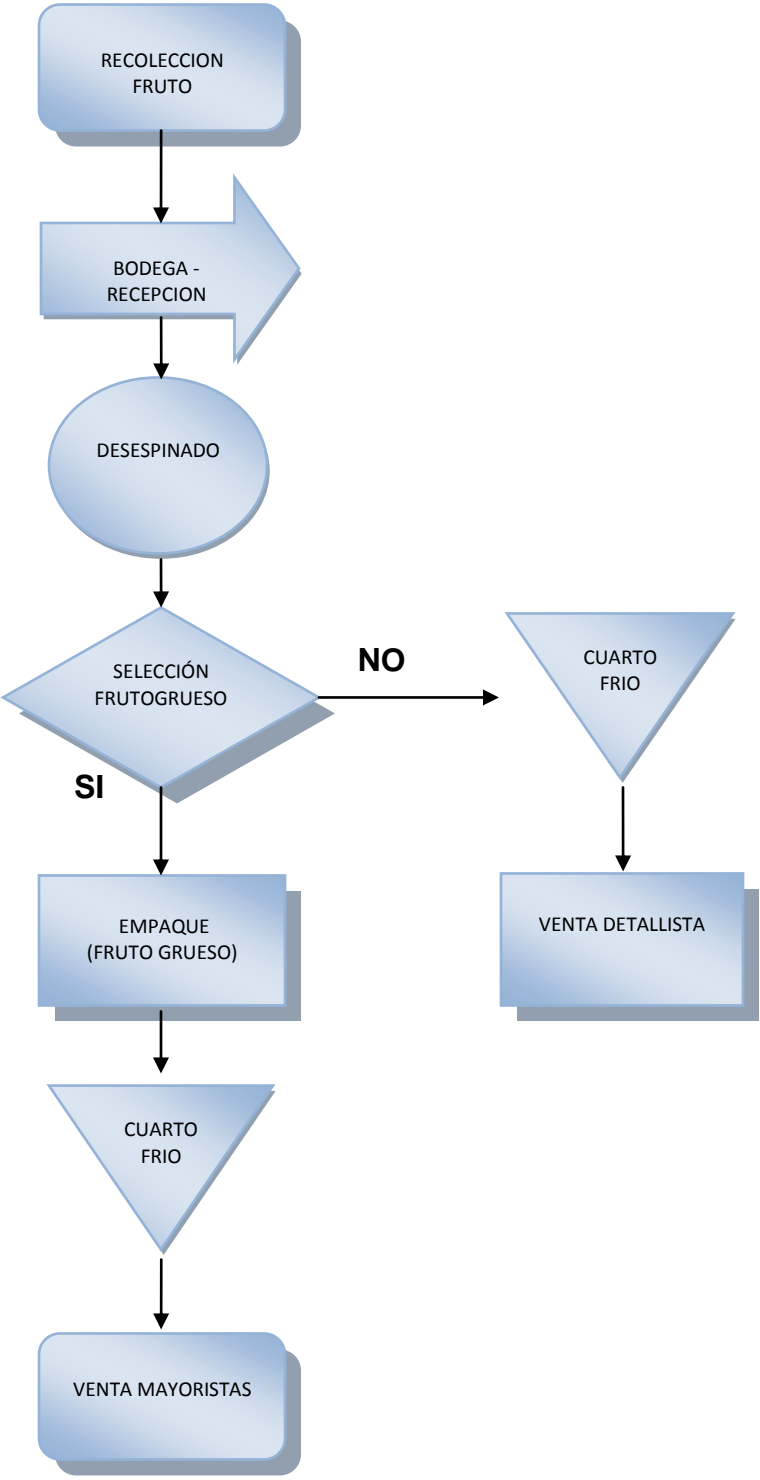 RECOLECCION
FRUTO
BODEGA -
RECEPCION
DESESPINADO
SELECCIÓN
FRUTOGRUESO
NO
CUARTO
FRIO
SI
VENTA DETALLISTA
EMPAQUE
(FRUTO GRUESO)
CUARTO
FRIO
VENTA MAYORISTAS